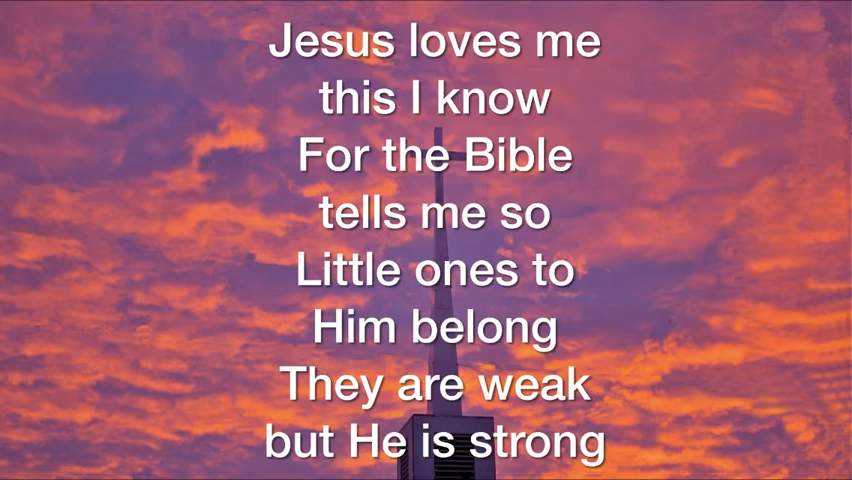 Jesus loves me
this I know
For the Bible
tells me so
Little ones to
Him belong
They are weak
but He is strong